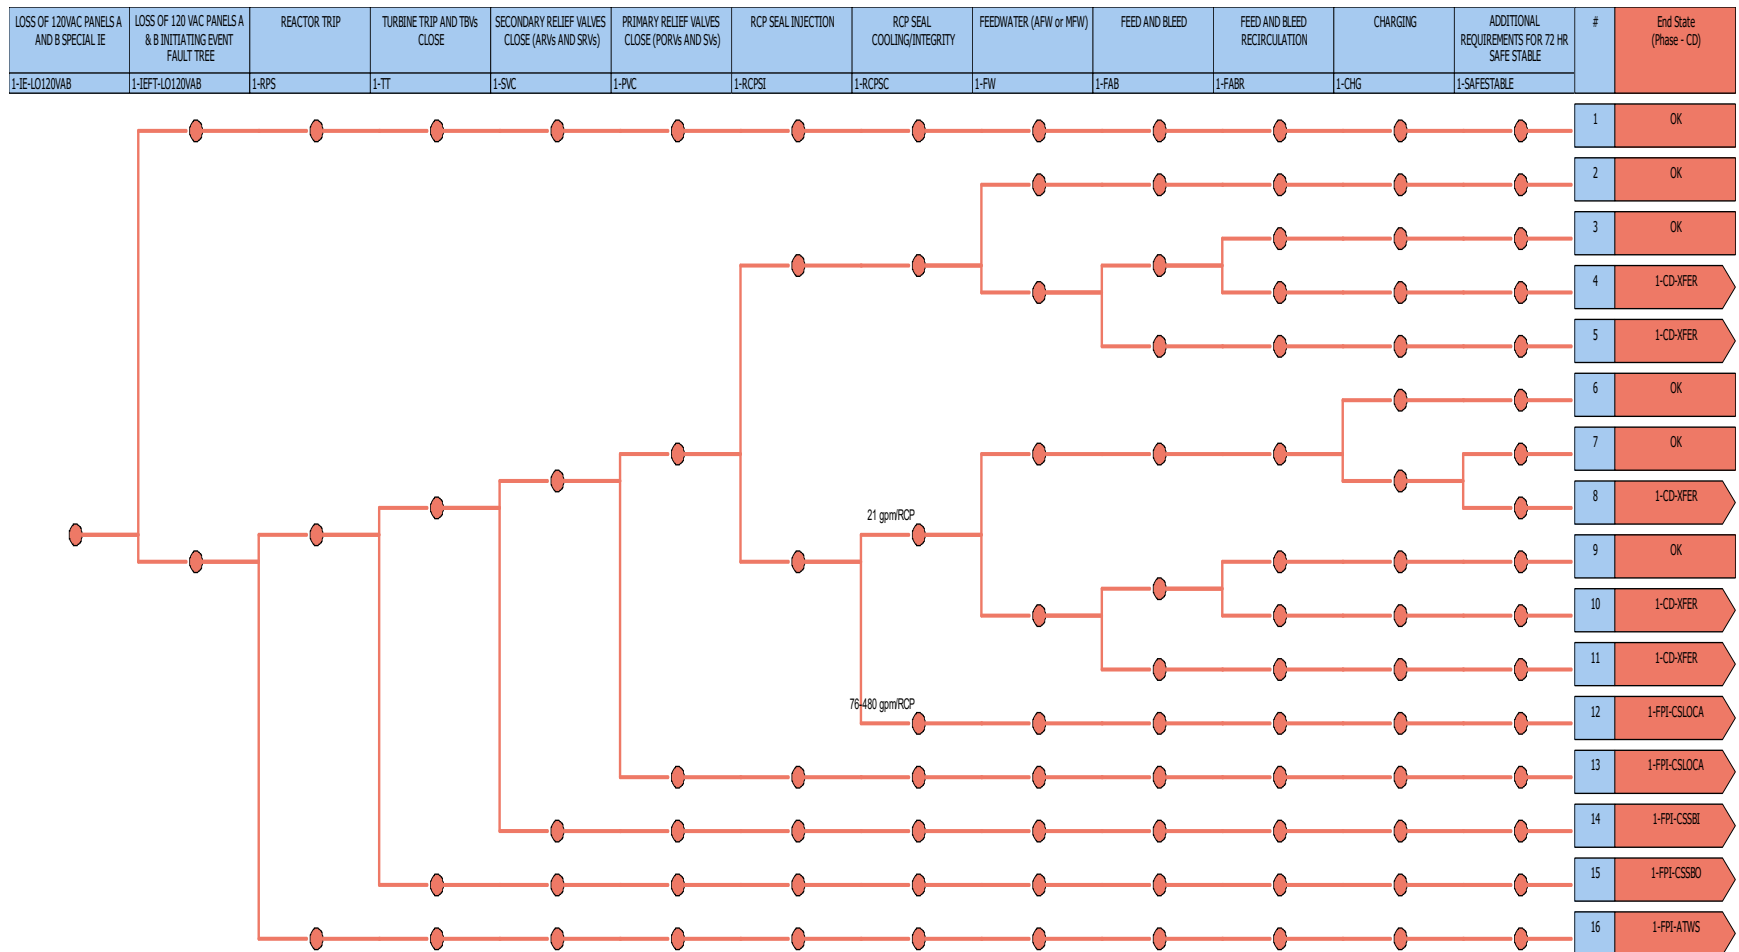 LOSS OF 120VAC PANELS A
AND B SPECIAL IE
LOSS OF 120 VAC PANELS A
& B INITIATING EVENT
FAULT TREE
REACTOR TRIP
TURBINE TRIP AND TBVs
CLOSE
SECONDARY RELIEF VALVES
CLOSE (ARVs AND SRVs)
PRIMARY RELIEF VALVES
CLOSE (PORVs AND SVs)
RCP SEAL INJECTION
RCP SEAL
COOLING/INTEGRITY
FEEDWATER (AFW or MFW)
FEED AND BLEED
FEED AND BLEED
RECIRCULATION
CHARGING
ADDITIONAL
REQUIREMENTS FOR 72 HR
SAFE STABLE
#
End State
(Phase - CD)
1-IE-LO120VAB
1-IEFT-LO120VAB
1-RPS
1-TT
1-SVC
1-PVC
1-RCPSI
1-RCPSC
1-FW
1-FAB
1-FABR
1-CHG
1-SAFESTABLE
1
OK
2
OK
3
OK
4
1-CD-XFER
5
1-CD-XFER
6
OK
7
OK
8
1-CD-XFER
21 gpm/RCP
9
OK
10
1-CD-XFER
11
1-CD-XFER
76-480 gpm/RCP
12
1-FPI-CSLOCA
13
1-FPI-CSLOCA
14
1-FPI-CSSBI
15
1-FPI-CSSBO
16
1-FPI-ATWS